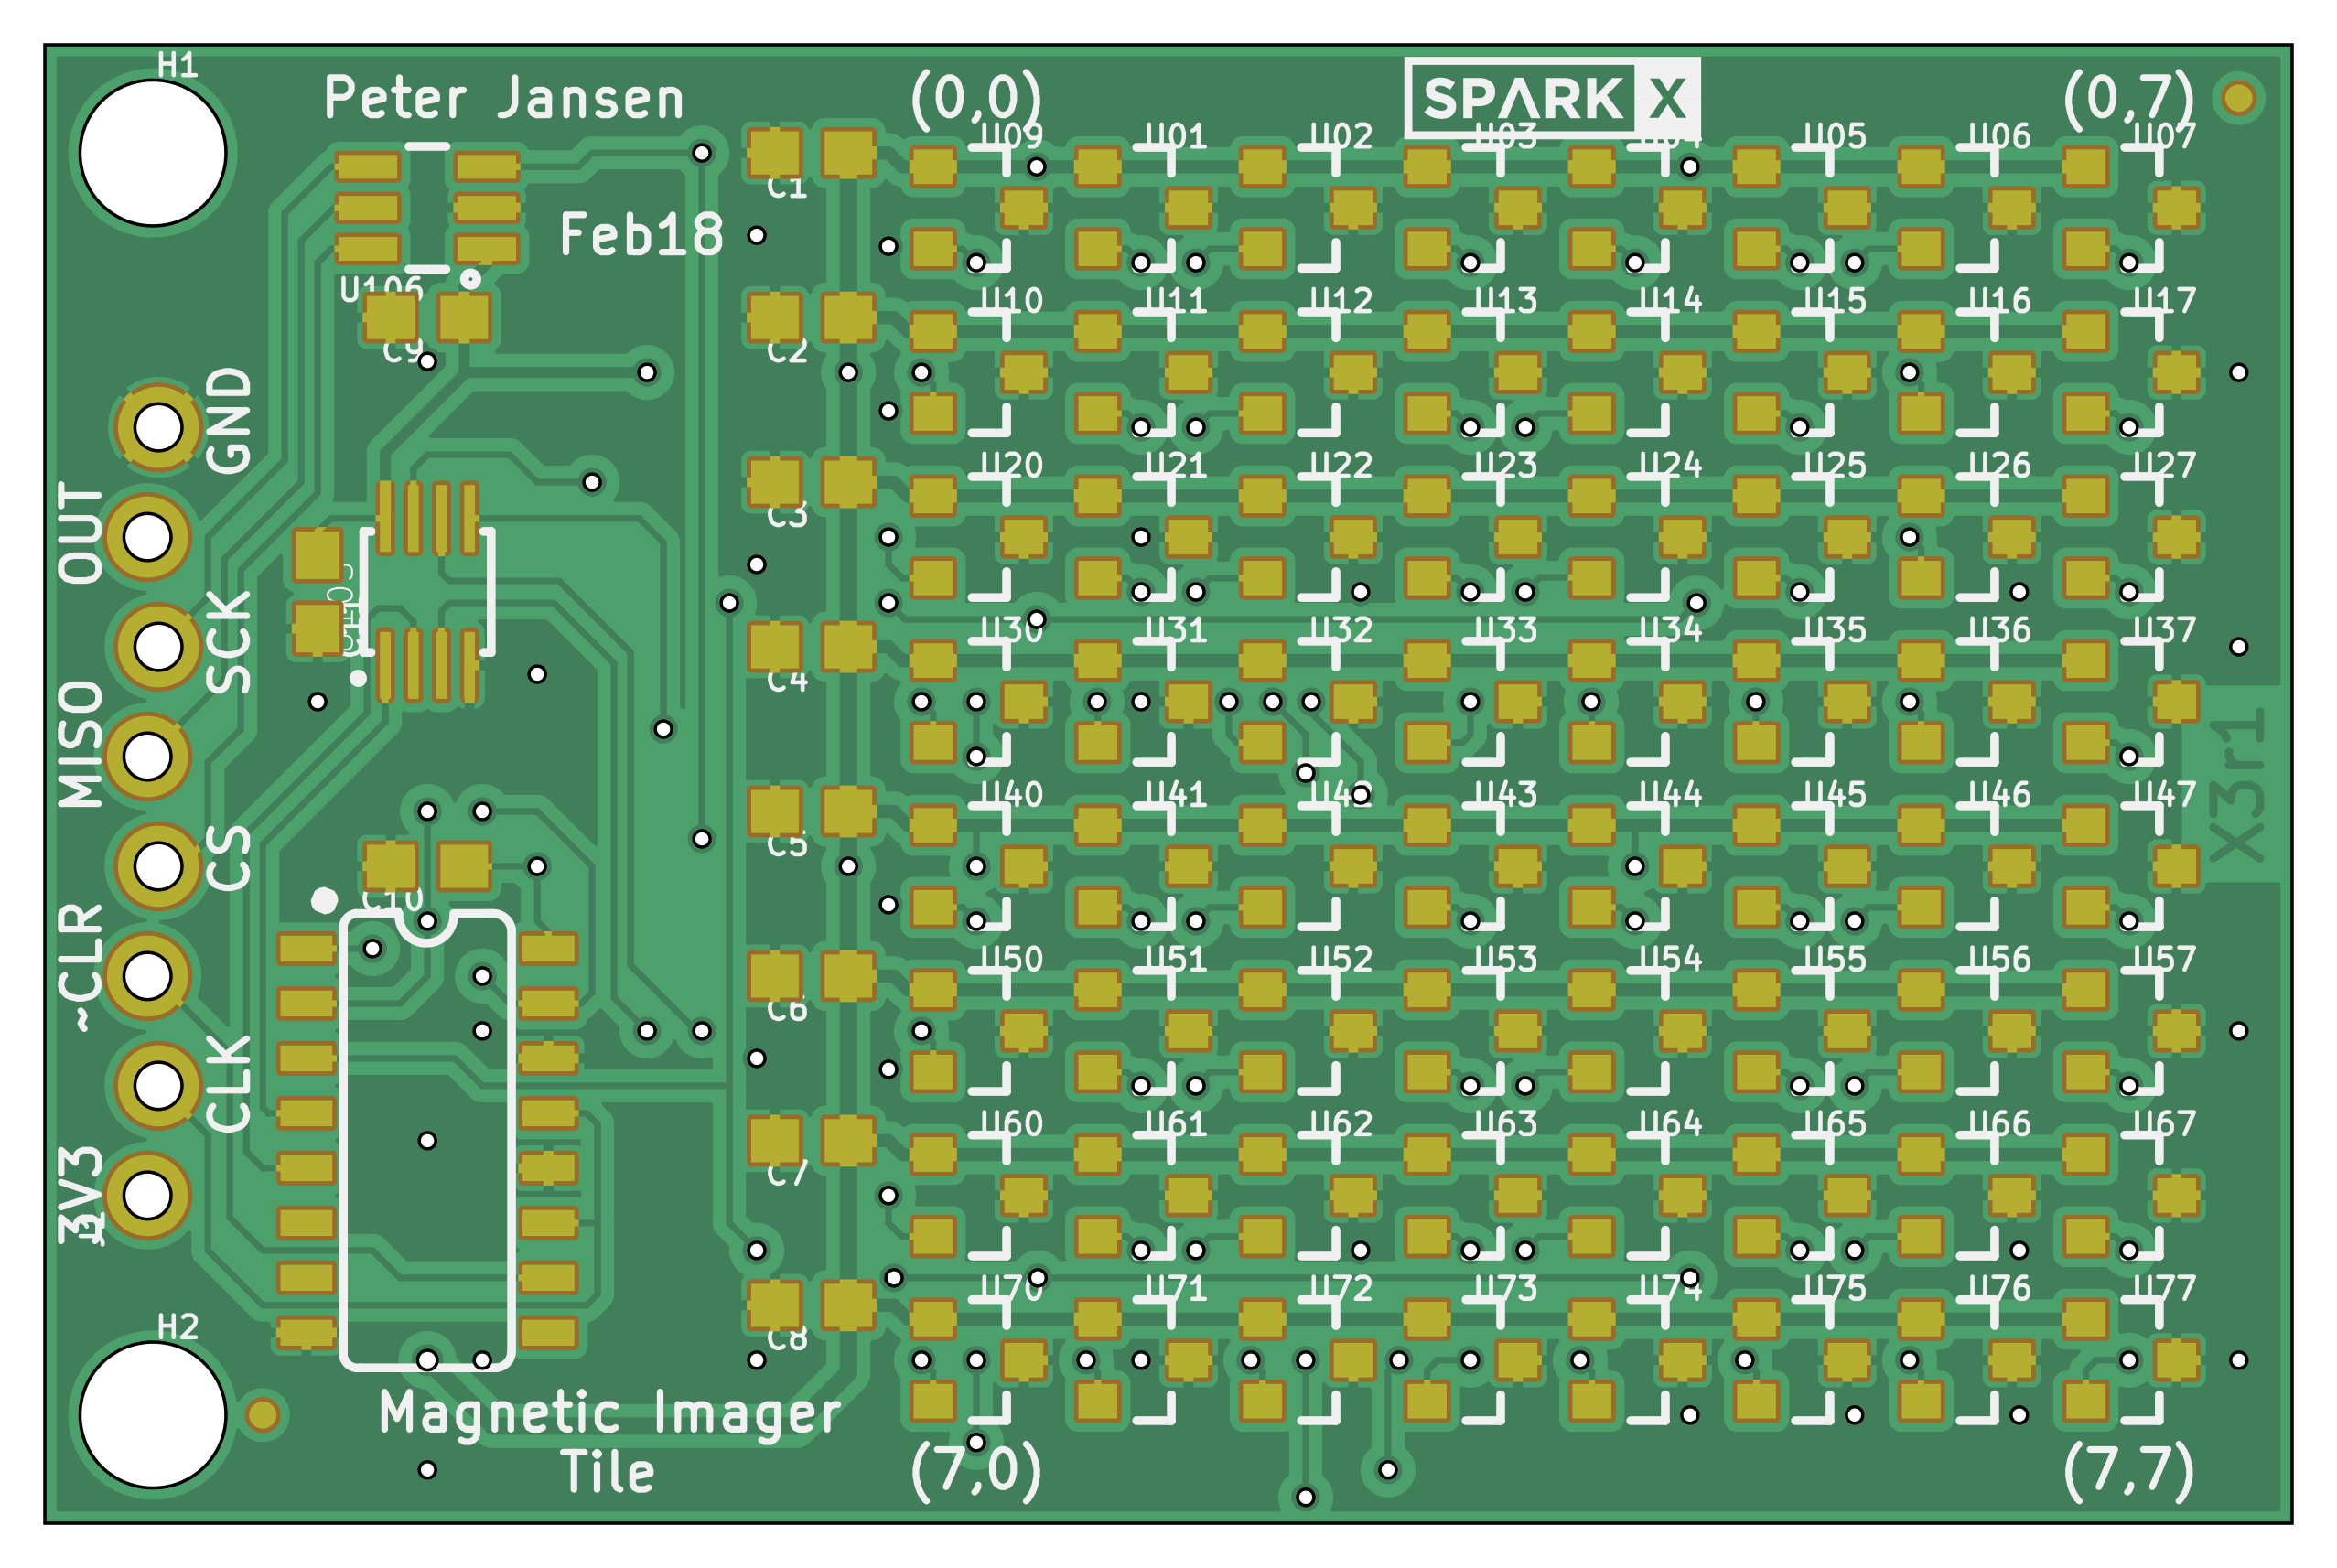 H1
Peter Jansen
(0,0)
SPARK X
(0,7)
U09 U01 U02 U03 U04 U05 U06 U07
C1
Feb18
U106
C9
C2
U10 U11 U12 U13 U14 U15 U16 U17
GND
C3
U20 U21 U22 U23 U24 U25 U26 U27
OUT
SCK
C4
U30 U31 U32 U33 U34 U35 U36 U37
MISO
X3r1
C5
U40 U41 U42 U43 U44 U45 U46 U47
CS
C10
~CLR
C6
U50 U51 U52 U53 U54 U55 U56 U57
CLK
C7
U60 U61 U62 U63 U64 U65 U66 U67
3V3
C8
U70 U71 U72 U73 U74 U75 U76 U77
H2
Magnetic Imager
Tile
(7,0)
(7,7)